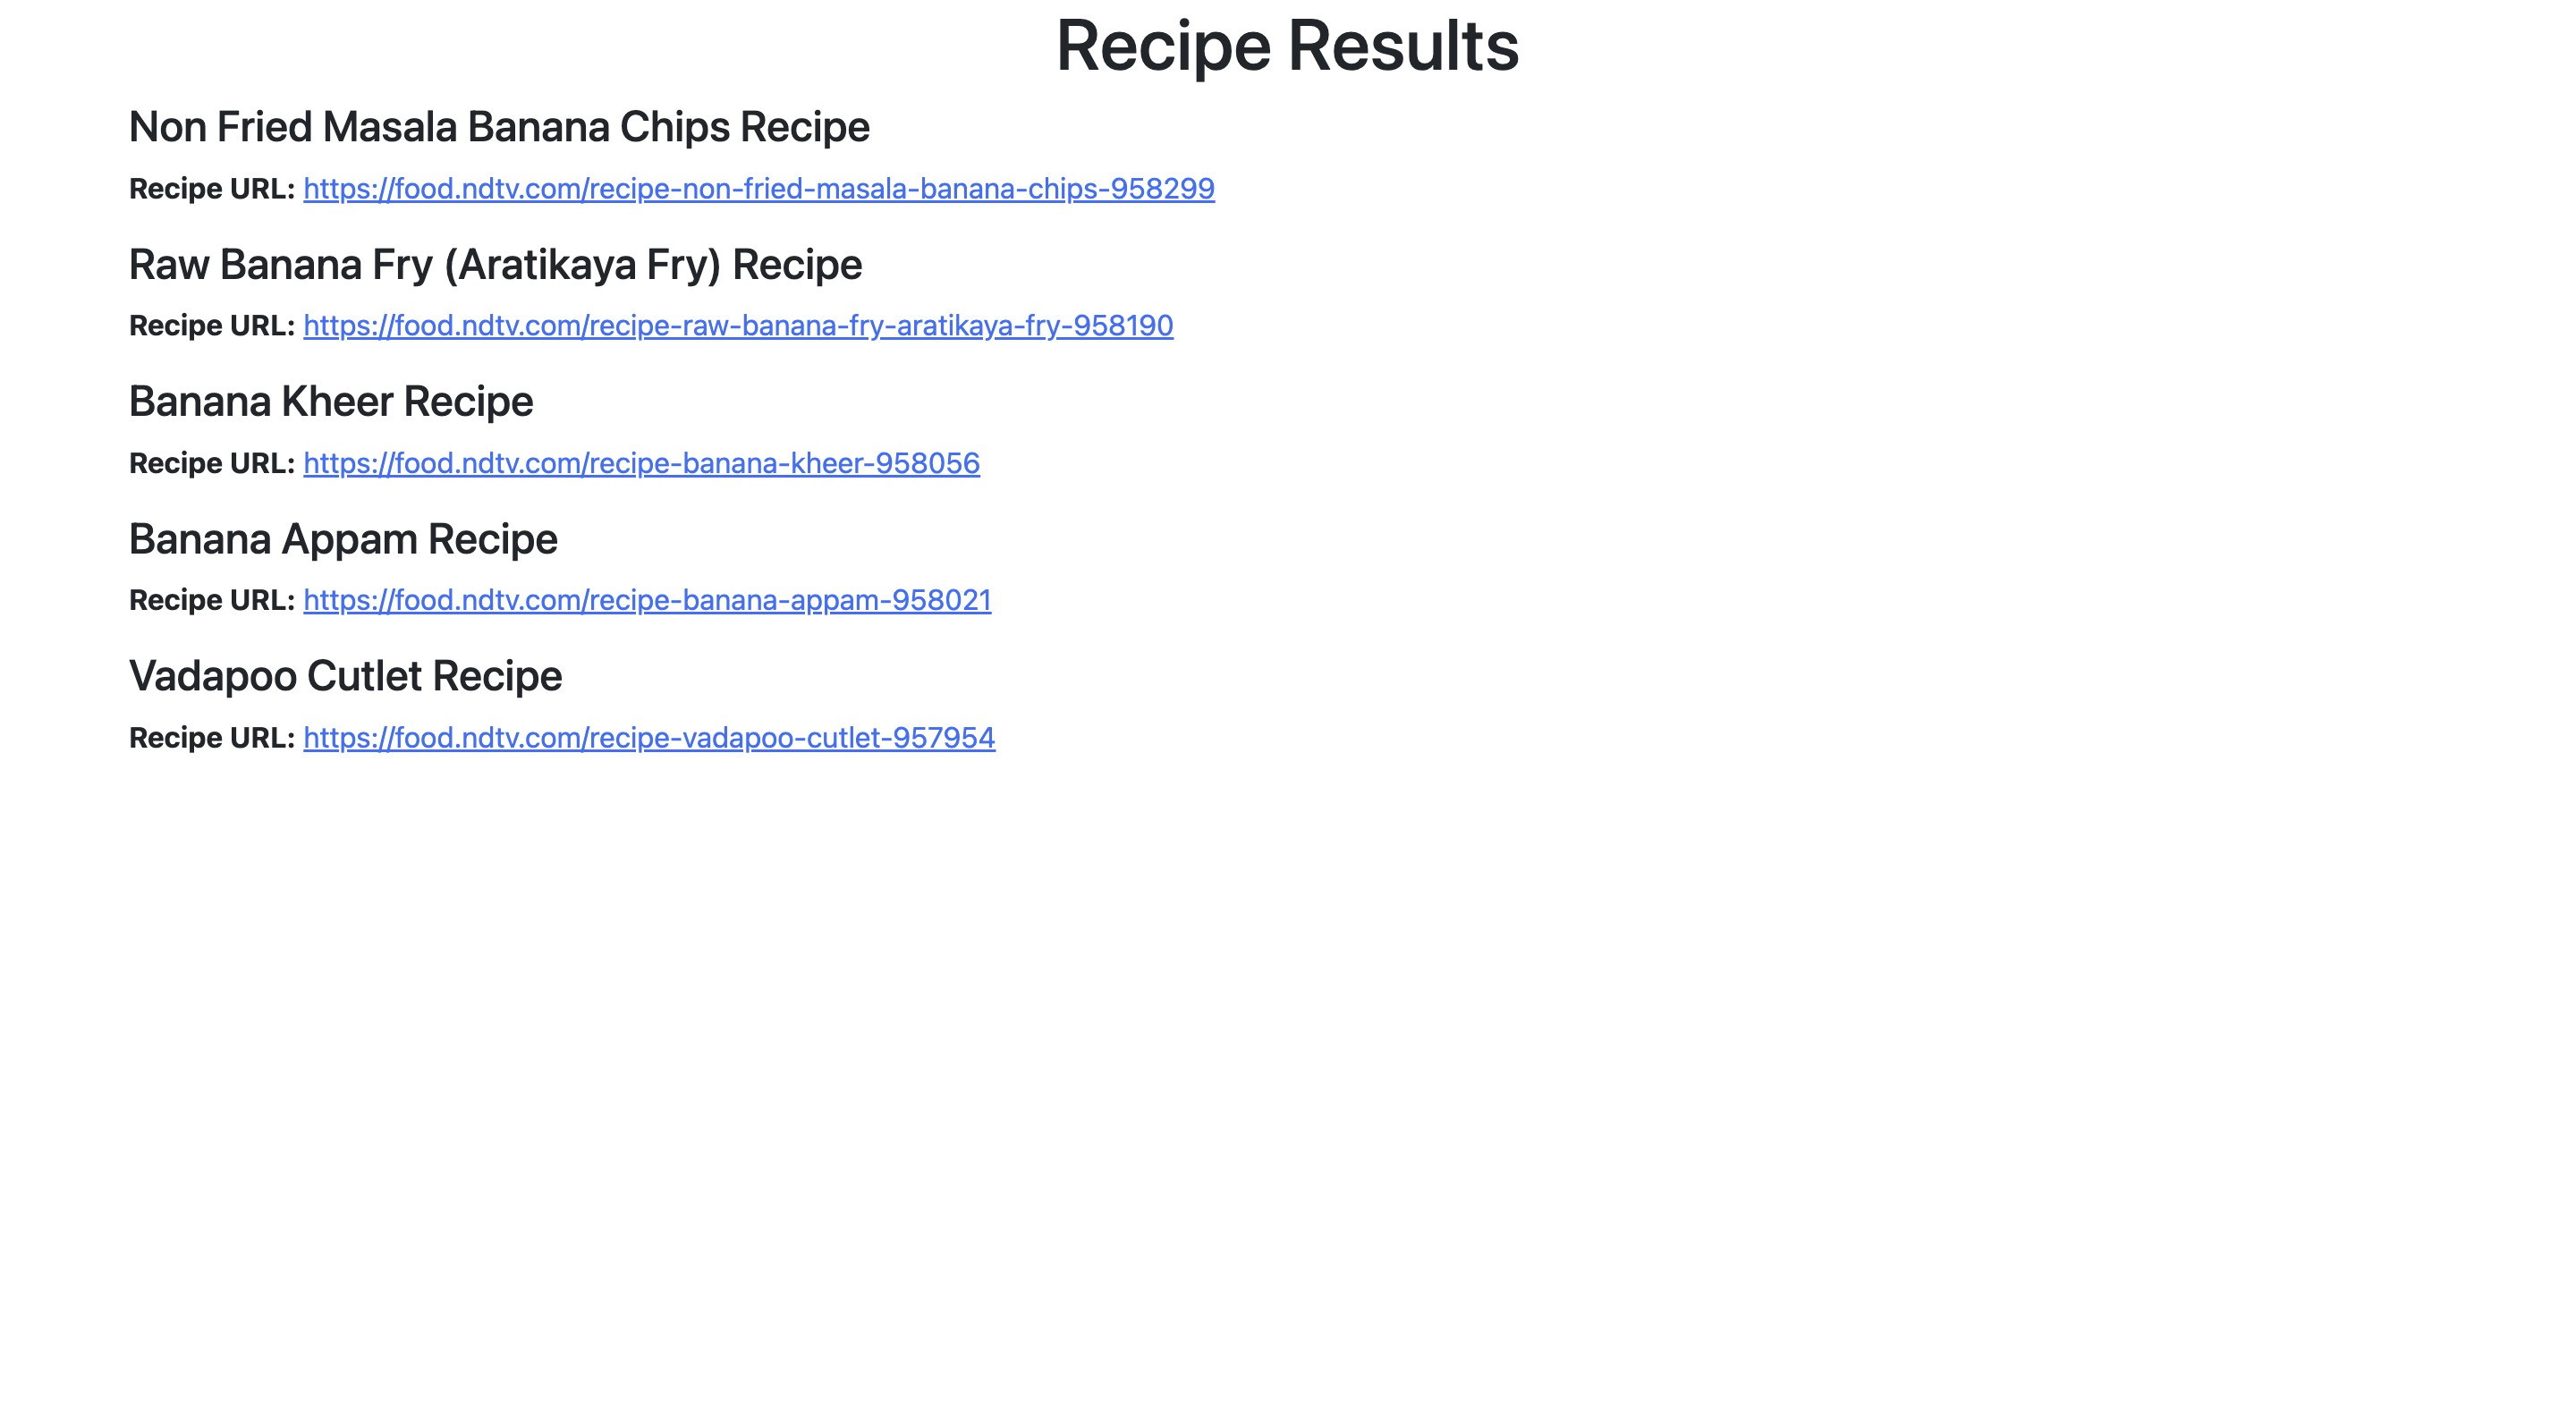 Recipe Results
Non Fried Masala Banana Chips Recipe
Recipe URL: https://food.ndtv.com/recipe-non-fried-masala-banana-chips-958299
Raw Banana Fry (Aratikaya Fry) Recipe
Recipe URL: https://food.ndtv.com/recipe-raw-banana-fry-aratikaya-fry-958190
Banana Kheer Recipe
Recipe URL: https://food.ndtv.com/recipe-banana-kheer-958056
Banana Appam Recipe
Recipe URL: https://food.ndtv.com/recipe-banana-appam-958021
Vadapoo Cutlet Recipe
Recipe URL: https://food.ndtv.com/recipe-vadapoo-cutlet-957954